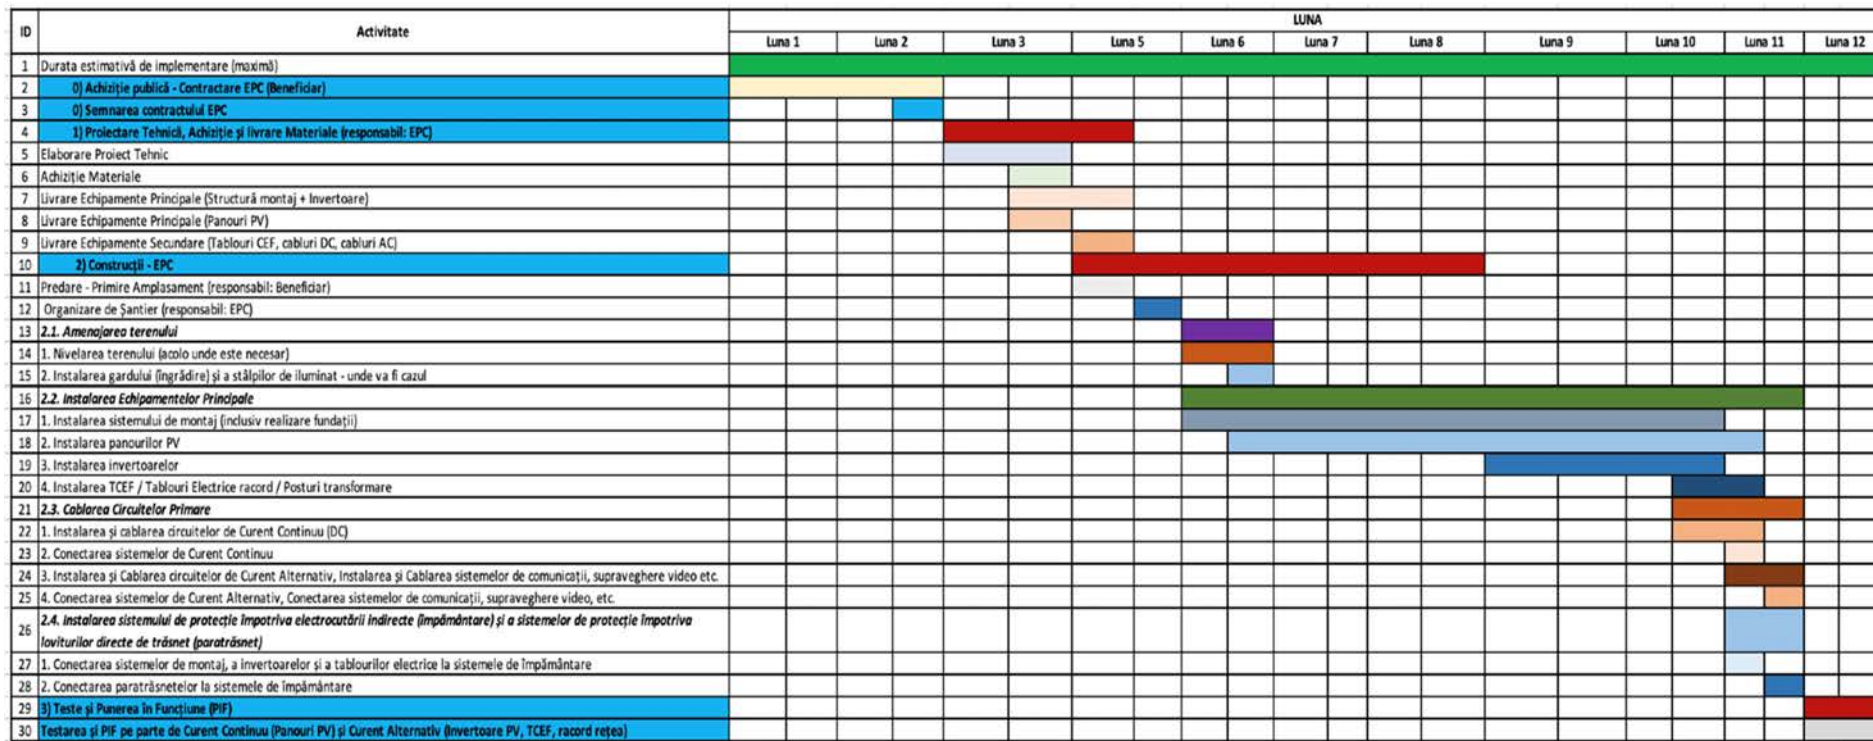 ID Activitate LUNA
Luna 1 Luna 2 Luna 3 Luna 5 Luna 6 Luna 7 Luna 8 Luna 9 Luna 10 Luna 11 Luna 12
1 Durata estimativă de implementare (maximă)
2 0) Achiziție publică - Contractare EPC (Beneficiar)
3 0) Semnarea contractului EPC
4 1) Proiectare Tehnică, Achiziție și livrare Materiale (responsabil: EPC)
5 Elaborare Proiect Tehnic
6 Achiziție Materiale
7 Livrare Echipamente Principale (Structură montaj + Invertoare)
8 Livrare Echipamente Principale (Panouri PV)
9 Livrare Echipamente Secundare (Tablouri CEF, cabluri DC, cabluri AC)
10 2) Construcții - EPC
11 Predare - Primire Amplasament (responsabil: Beneficiar)
12 Organizare de Șantier (responsabil: EPC)
13 2.1. Amenajarea terenului
14 1. Nivelarea terenului (acolo unde este necesar)
15 2. Instalarea gardului (îngrădire) și a stâlpilor de iluminat - unde va fi cazul
16 2.2. Instalarea Echipamentelor Principale
17 1. Instalarea sistemului de montaj (inclusiv realizare fundații)
18 2. Instalarea panourilor PV
19 3. Instalarea invertoarelor
20 4. Instalarea TCEF / Tablouri Electrice racord / Posturi transformare
21 2.3. Cablarea Circuitelor Primare
22 1. Instalarea și cablarea circuitelor de Curent Continuu (DC)
23 2. Conectarea sistemelor de Curent Continuu
24 3. Instalarea și Cablarea circuitelor de Curent Alternativ, Instalarea și Cablarea sistemelor de comunicații, supraveghere video etc.
25 4. Conectarea sistemelor de Curent Alternativ, Conectarea sistemelor de comunicații, supraveghere video, etc.
26 2.4. Instalarea sistemului de protecție împotriva electrocutării indirecte (împământare) și a sistemelor de protecție împotriva
loviturilor directe de trăsnet (paratrăsnet)
27 1. Conectarea sistemelor de montaj, a invertoarelor și a tablourilor electrice la sistemele de împământare
28 2. Conectarea paratrăsnetelor la sistemele de împământare
29 3) Teste și Punerea în Funcțiune (PIF)
30 Testarea și PIF pe parte de Curent Continuu (Panouri PV) și Curent Alternativ (Invertoare PV, TCEF, racord rețea)